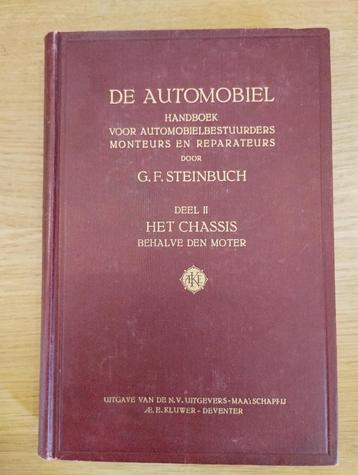 DE AUTOMOBIEL
HANDBOEK
VOOR AUTOMOBIELBESTUURDERS
MONTEURS EN REPARATEURS
DOOR
G. F. STEINBUCH
DEEL II
HET CHASSIS
BEHALVE DEN MOTER
ÆK
UITGAVE VAN DE N.V. UITGEVERS-MAATSCHAPPIJ
Æ. E. KLUWER - DEVENTER